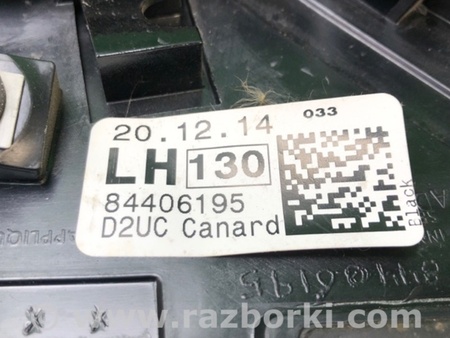 20.12.14
033
LH 130
84406195
D2UC Canard
Black
www.razborki.com